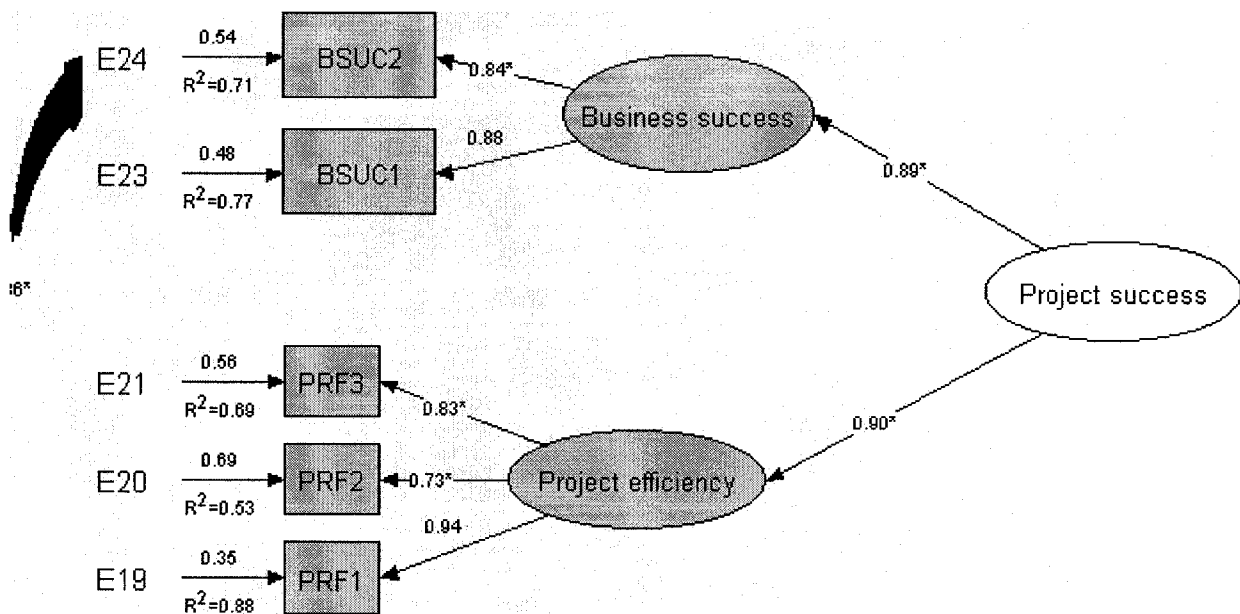 E24
0.54
R²=0.71
BSUC2
0.84*
Business success
E23
0.48
R²=0.77
BSUC1
0.88
0.89*
Project success
E21
0.56
R²=0.69
PRF3
0.83*
0.90*
E20
0.69
R²=0.53
PRF2
0.73*
Project efficiency
E19
0.35
R²=0.88
PRF1
0.94